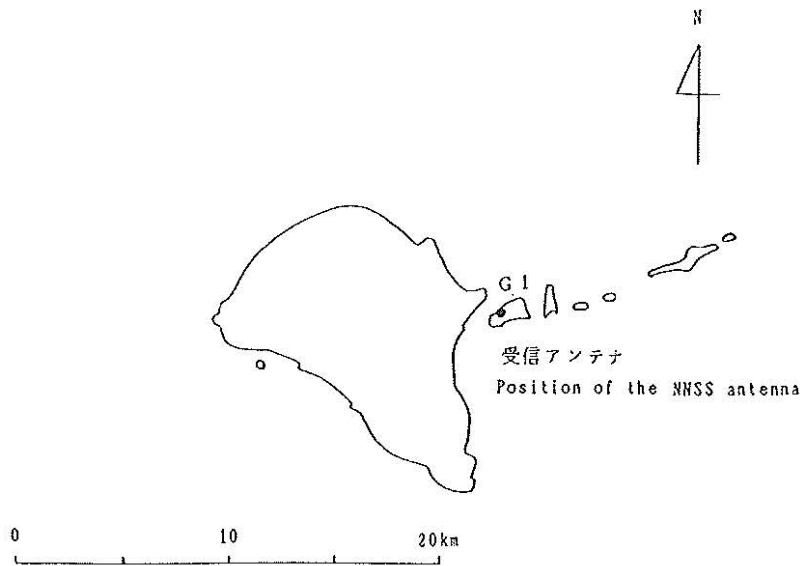 N
G.1
受信アンテナ
Position of the NNSS antenna
0 10 20km